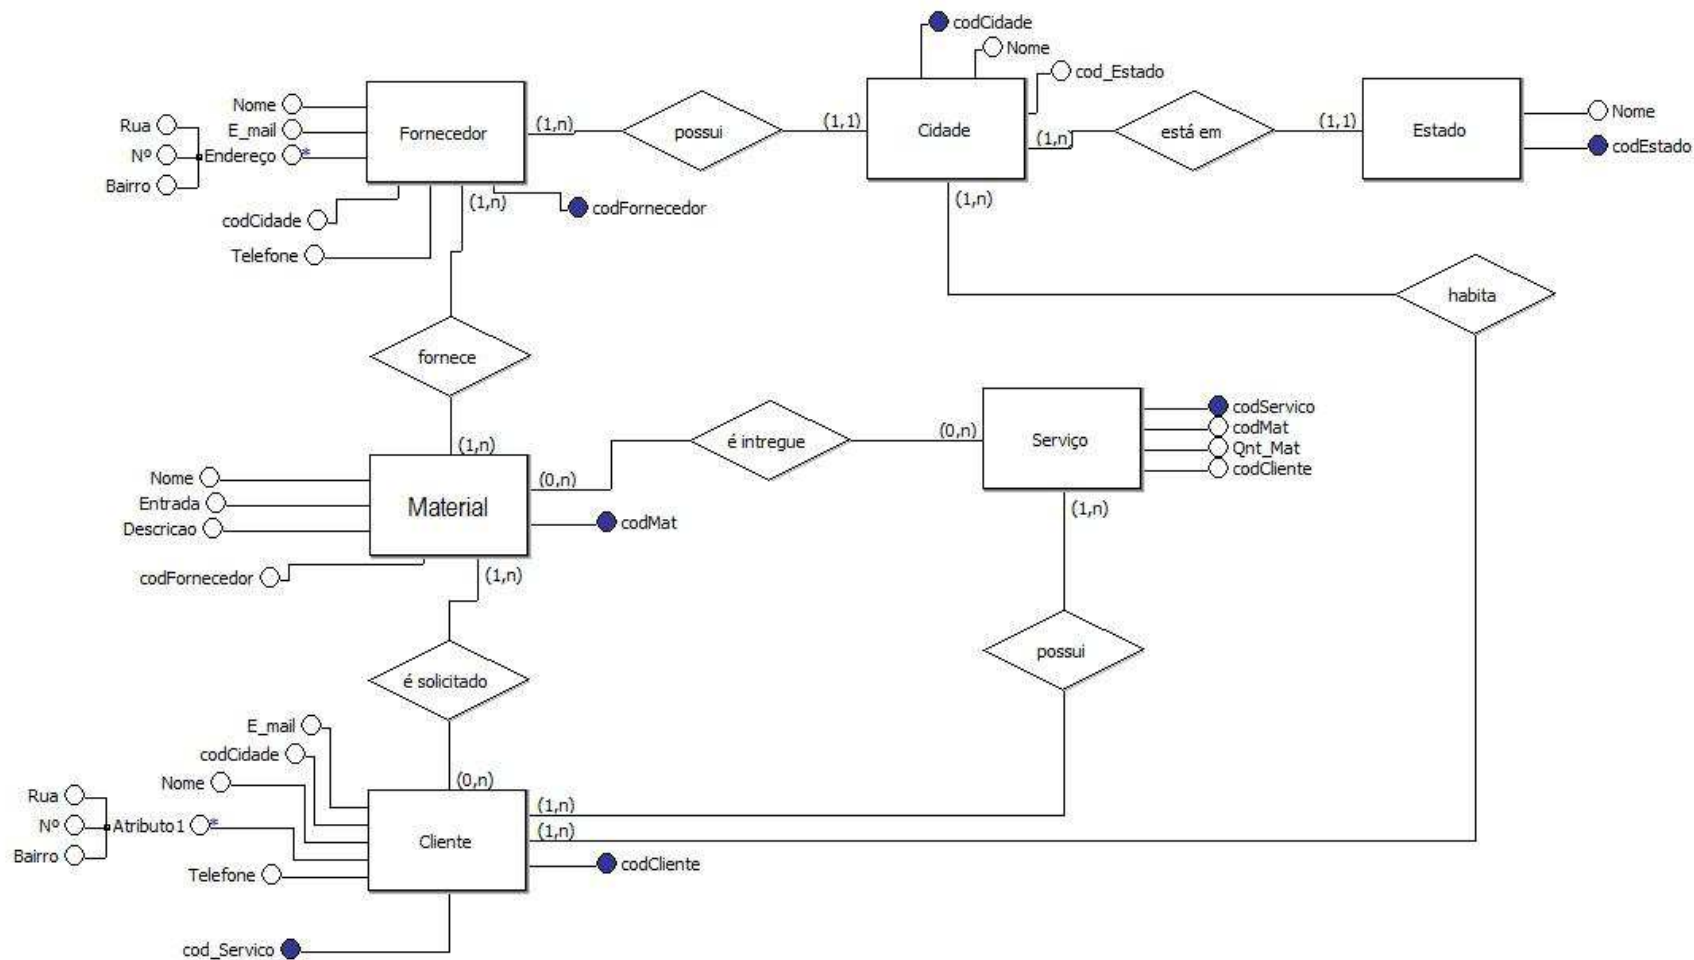 codCidade
Nome
cod_Estado
Nome
E_mail
Endereço *
Rua
Nº
Bairro
Fornecedor
(1,n)
possui
(1,1)
Cidade
(1,n)
está em
(1,1)
Estado
Nome
codEstado
codCidade
Telefone
(1,n)
codFornecedor
(1,n)
habita
fornece
(1,n)
Nome
Entrada
Descricao
Material
(0,n)
é intregue
(0,n)
Serviço
codServico
codMat
Qnt_Mat
codCliente
codMat
codFornecedor
(1,n)
(1,n)
é solicitado
possui
E_mail
codCidade
Nome
Rua
Nº
Bairro
Atributo1 *
Telefone
(0,n)
Cliente
(1,n)
(1,n)
codCliente
cod_Servico